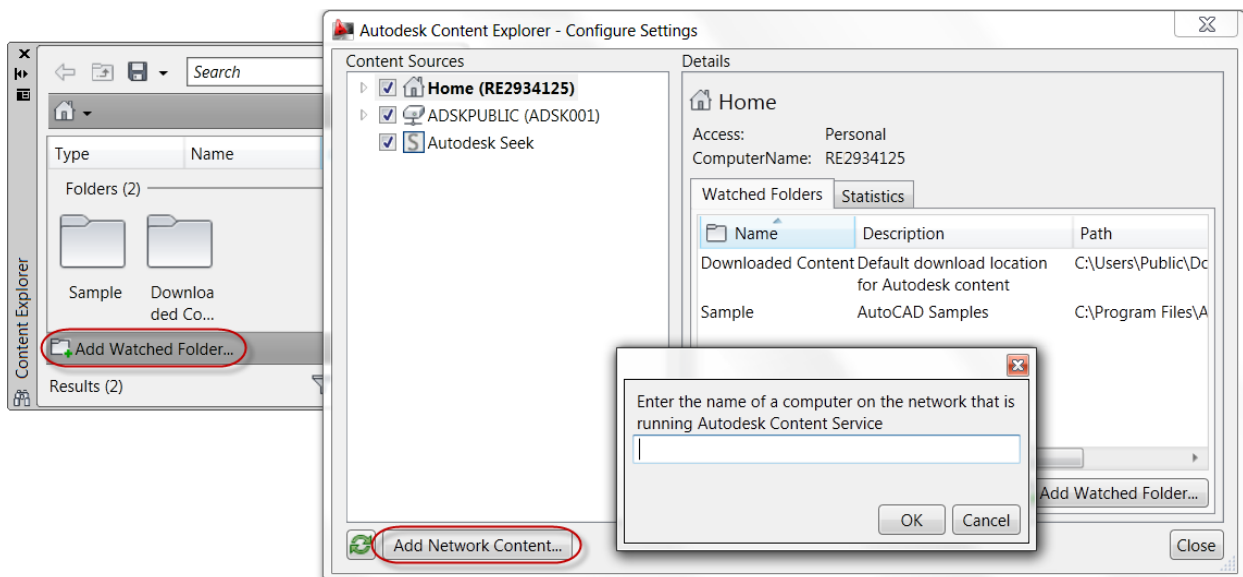 Search
Type Name
Folders (2)
Sample
Downloa
ded Co...
Add Watched Folder...
Results (2)
Content Explorer
Autodesk Content Explorer - Configure Settings
Content Sources
Home (RE2934125)
ADSKPUBLIC (ADSK001)
S Autodesk Seek
Add Network Content...
Details
Home
Access: Personal
ComputerName: RE2934125
Watched Folders Statistics
Name Description Path
Downloaded Content Default download location C:\Users\Public\Dc
for Autodesk content
Sample AutoCAD Samples C:\Program Files\A
Add Watched Folder...
Close
Enter the name of a computer on the network that is
running Autodesk Content Service
OK Cancel